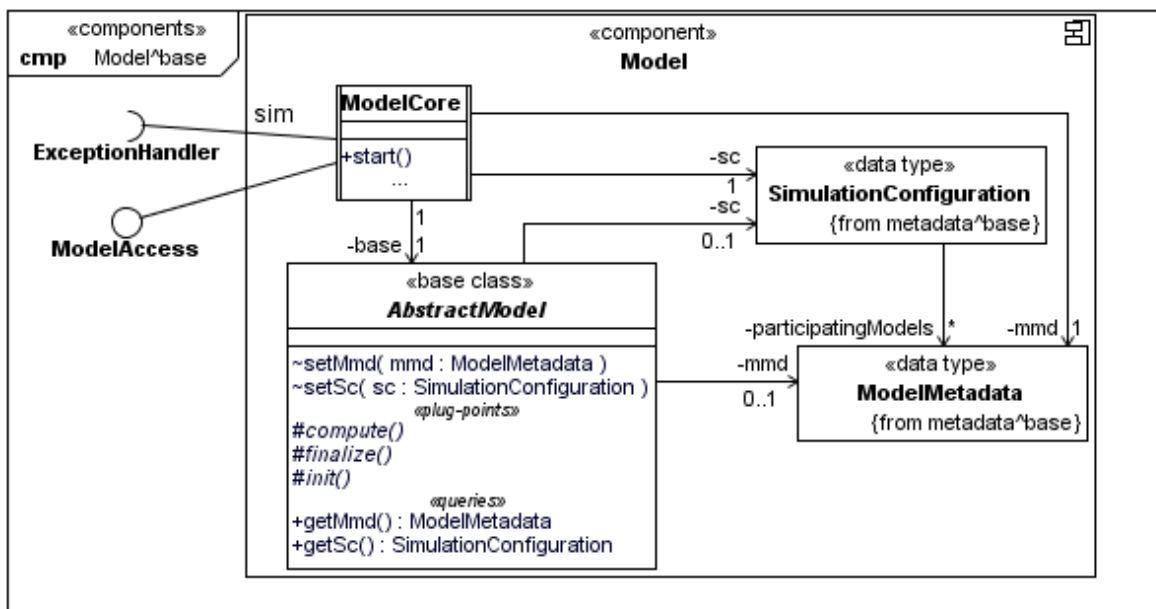 «components»
cmp Model^base
«component»
Model
ModelCore
+start()
...
sim
ExceptionHandler
ModelAccess
-sc
1
«data type»
SimulationConfiguration
{from metadata^base}
-sc
0..1
1
-base 1
«base class»
AbstractModel
~setMmd( mmd : ModelMetadata )
~setSc( sc : SimulationConfiguration )
«plug-points»
#compute()
#finalize()
#init()
«queries»
+getMmd() : ModelMetadata
+getSc() : SimulationConfiguration
-participatingModels *
-mmd 1
-mmd
0..1
«data type»
ModelMetadata
{from metadata^base}